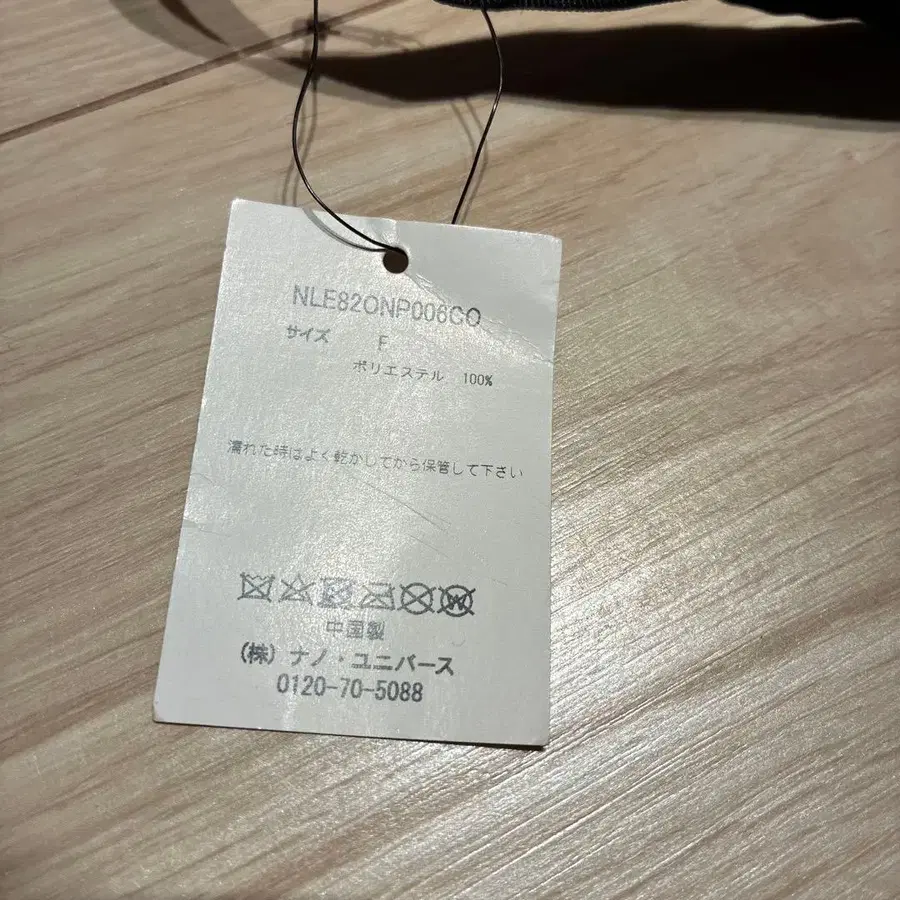 NLE82ONP006CO
サイズ F
ポリエステル 100%
濡れた時はよく乾かしてから保管して下さい
中国製
(株) ナノ・ユニバース
0120-70-5088